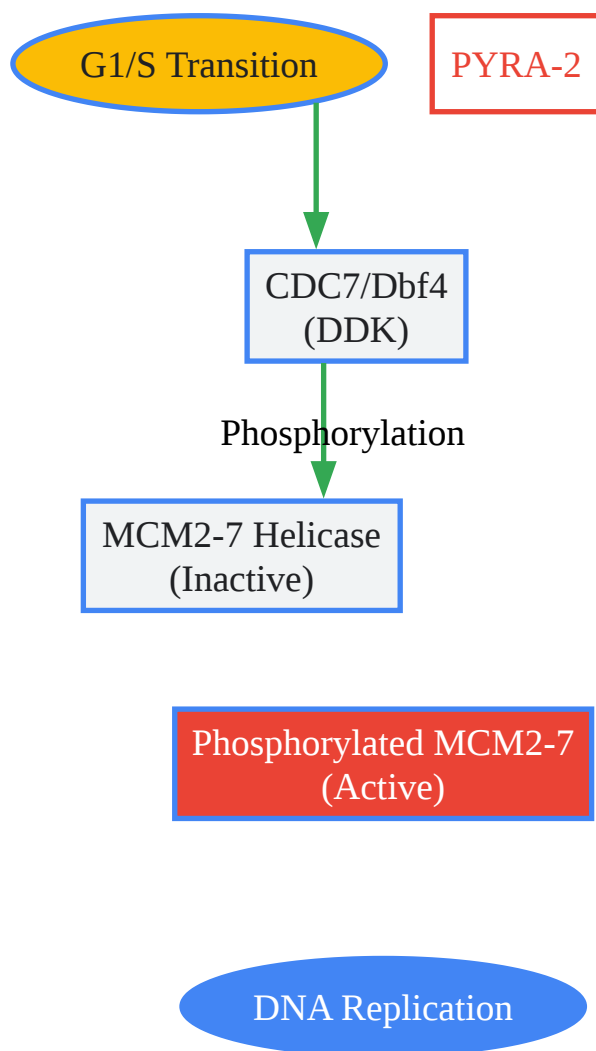 G1/S Transition
PYRA-2
CDC7/Dbf4
(DDK)
Phosphorylation
MCM2-7 Helicase
(Inactive)
Phosphorylated MCM2-7
(Active)
DNA Replication